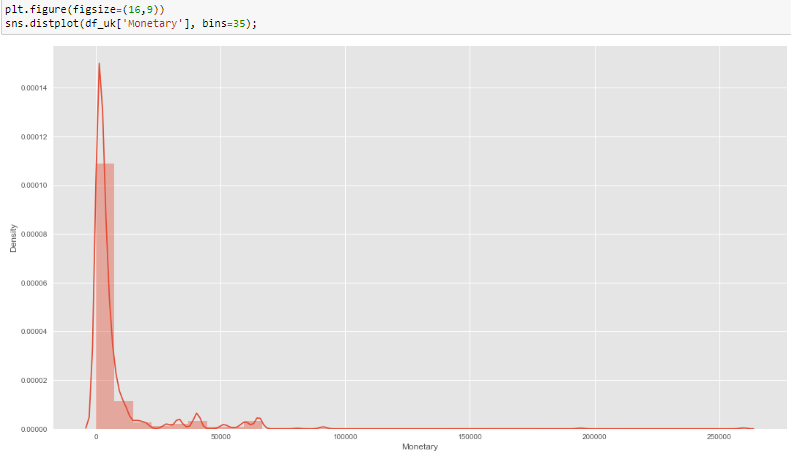 plt.figure(figsize=(16,9))
sns.distplot(df_uk['Monetary'], bins=35);
0.00014
0.00012
0.00010
0.00008
0.00006
0.00004
0.00002
0.00000
Density
0 50000 100000 150000 200000 250000
Monetary